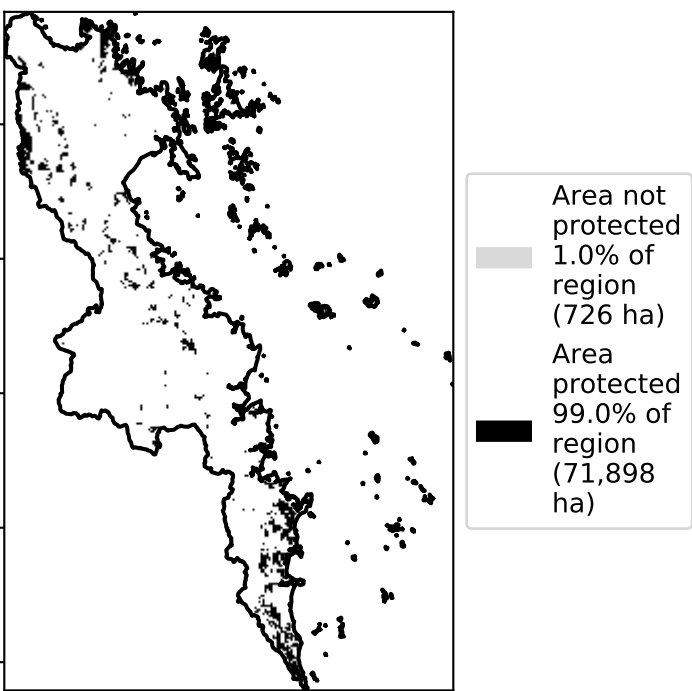 Area not
protected
1.0% of
region
(726 ha)
Area
protected
99.0% of
region
(71,898
ha)